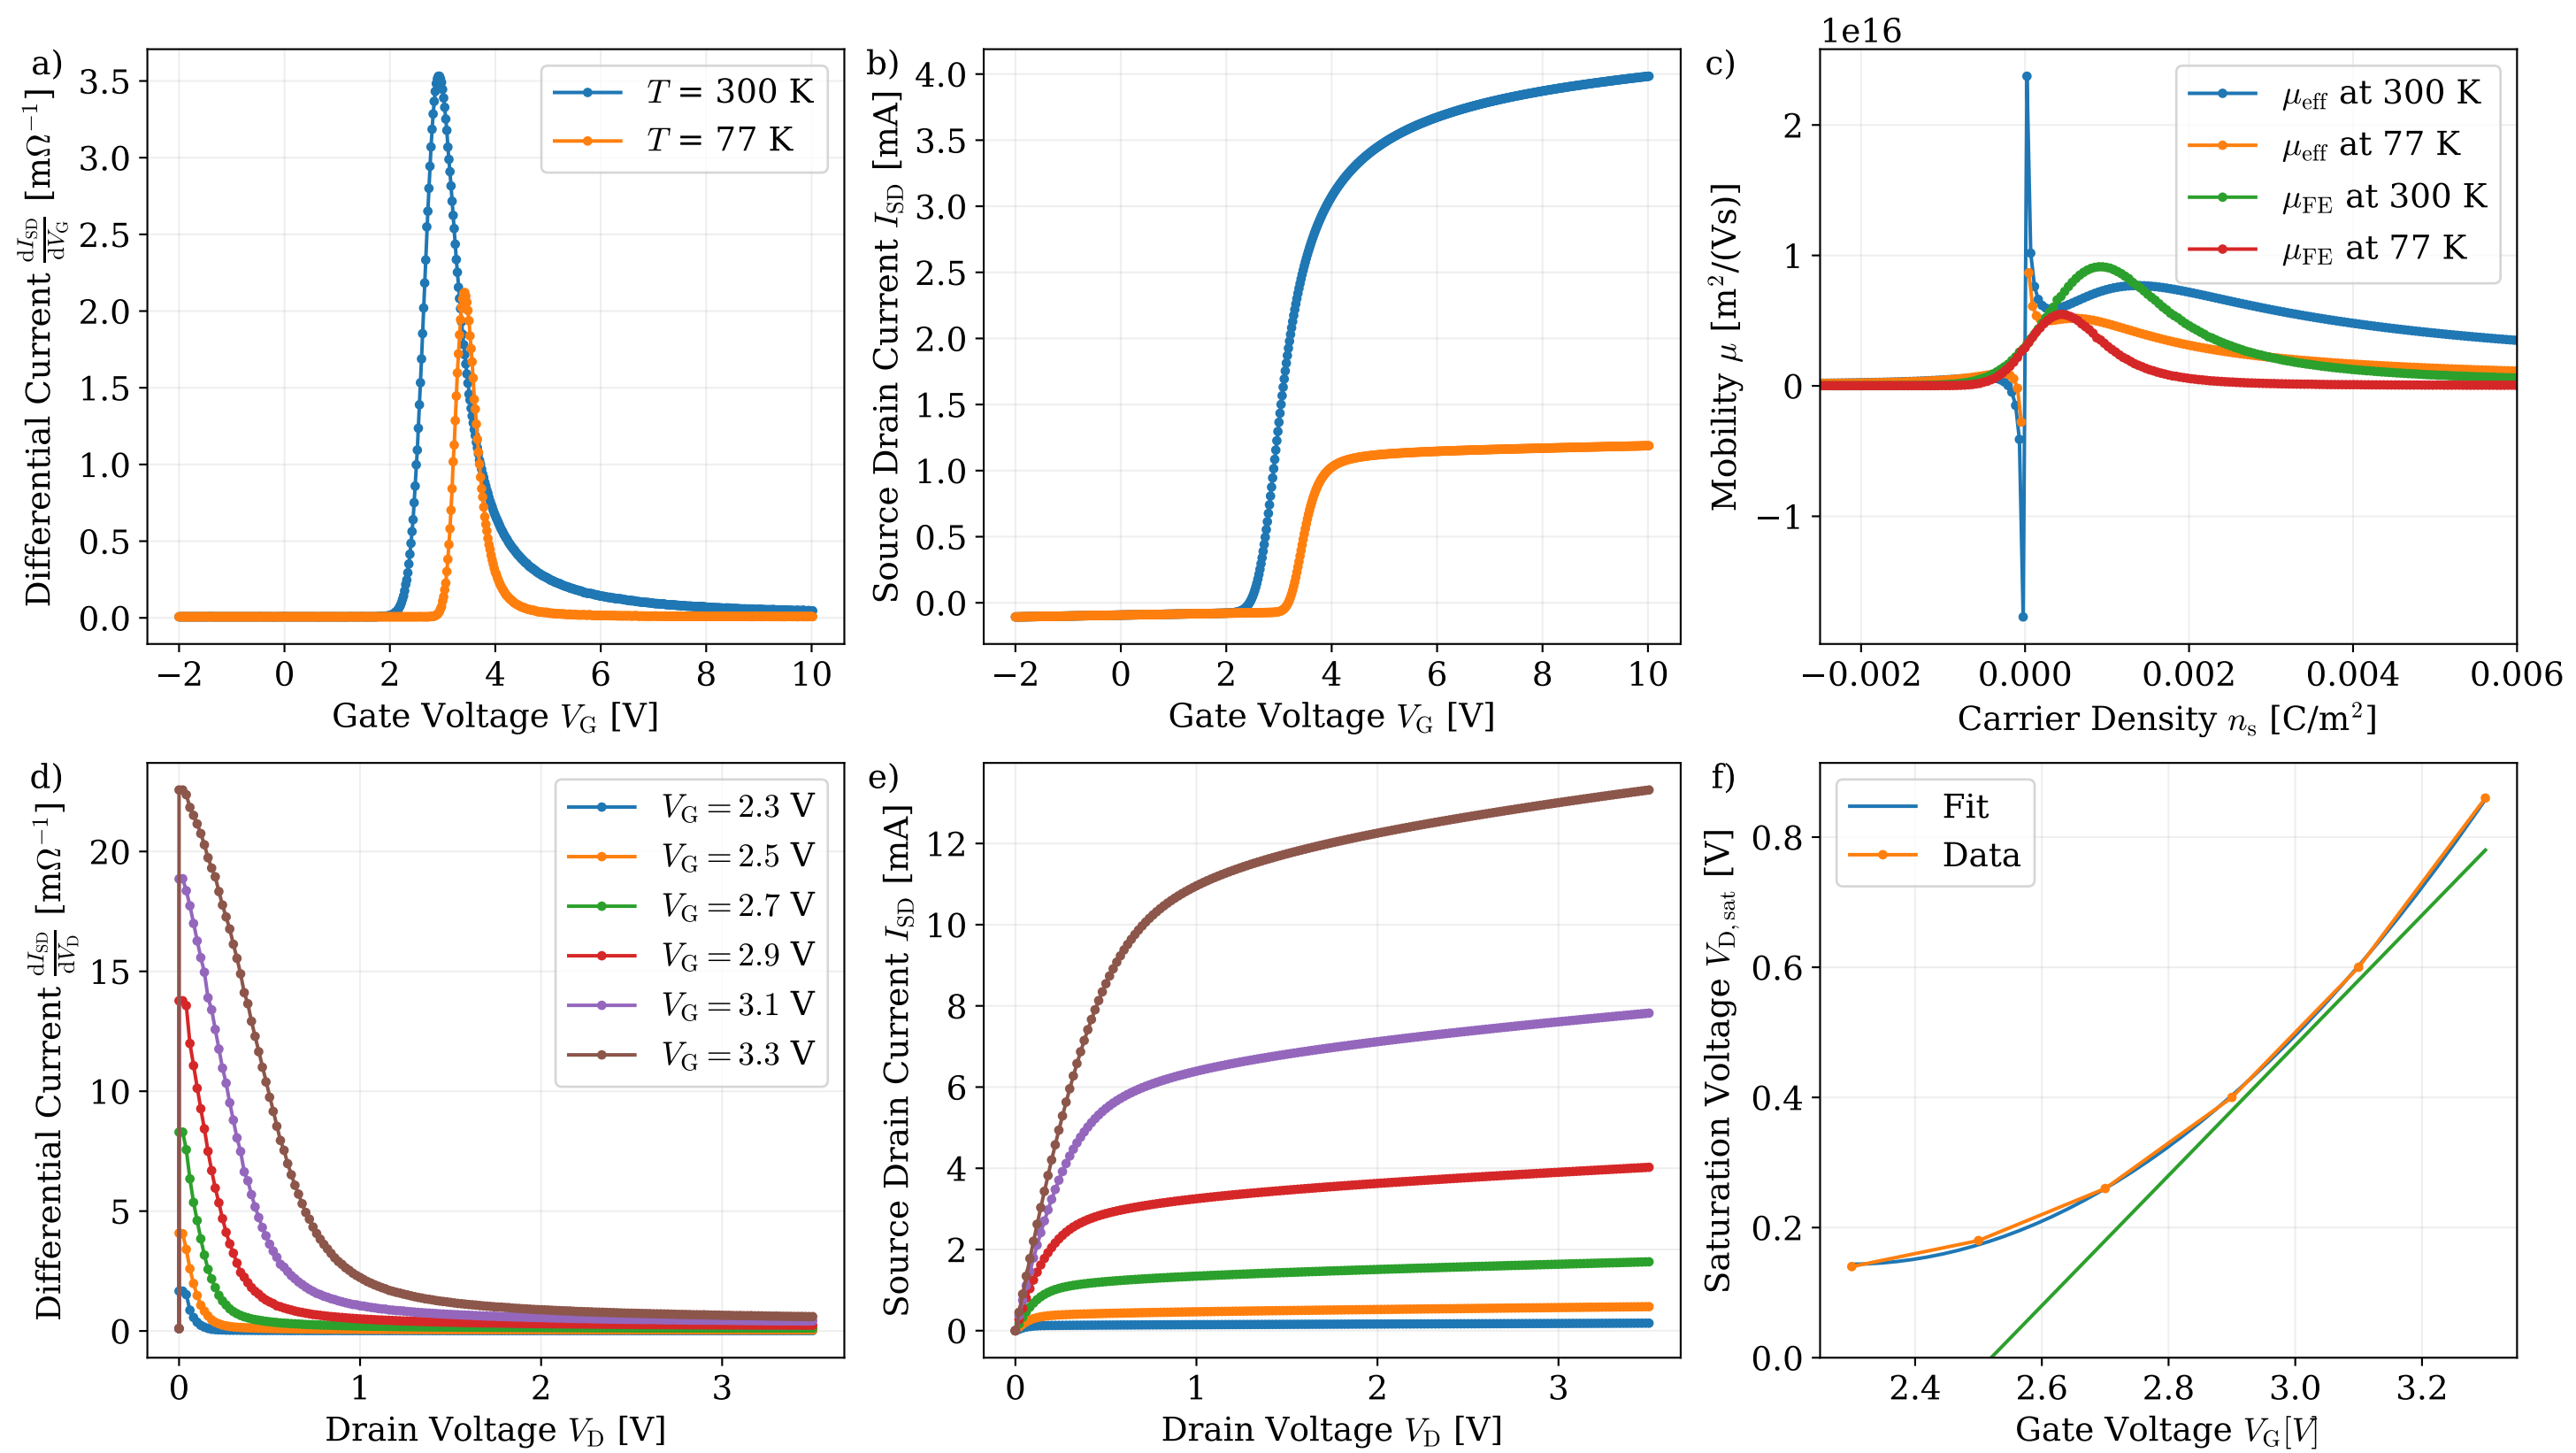 a)
Differential Current dI_SD/dV_G [mΩ⁻¹]
3.5
3.0
2.5
2.0
1.5
1.0
0.5
0.0
T = 300 K
T = 77 K
−2 0 2 4 6 8 10
Gate Voltage V_G [V]
b)
Source Drain Current I_SD [mA]
4.0
3.5
3.0
2.5
2.0
1.5
1.0
0.5
0.0
−2 0 2 4 6 8 10
Gate Voltage V_G [V]
c)
1e16
Mobility μ [m²/(Vs)]
2
1
0
−1
μ_eff at 300 K
μ_eff at 77 K
μ_FE at 300 K
μ_FE at 77 K
−0.002 0.000 0.002 0.004 0.006
Carrier Density n_s [C/m²]
d)
Differential Current dI_SD/dV_D [mΩ⁻¹]
20
15
10
5
0
V_G = 2.3 V
V_G = 2.5 V
V_G = 2.7 V
V_G = 2.9 V
V_G = 3.1 V
V_G = 3.3 V
0 1 2 3
Drain Voltage V_D [V]
e)
Source Drain Current I_SD [mA]
12
10
8
6
4
2
0
0 1 2 3
Drain Voltage V_D [V]
f)
Saturation Voltage V_D,sat [V]
0.8
0.6
0.4
0.2
0.0
Fit
Data
2.4 2.6 2.8 3.0 3.2
Gate Voltage V_G[V]